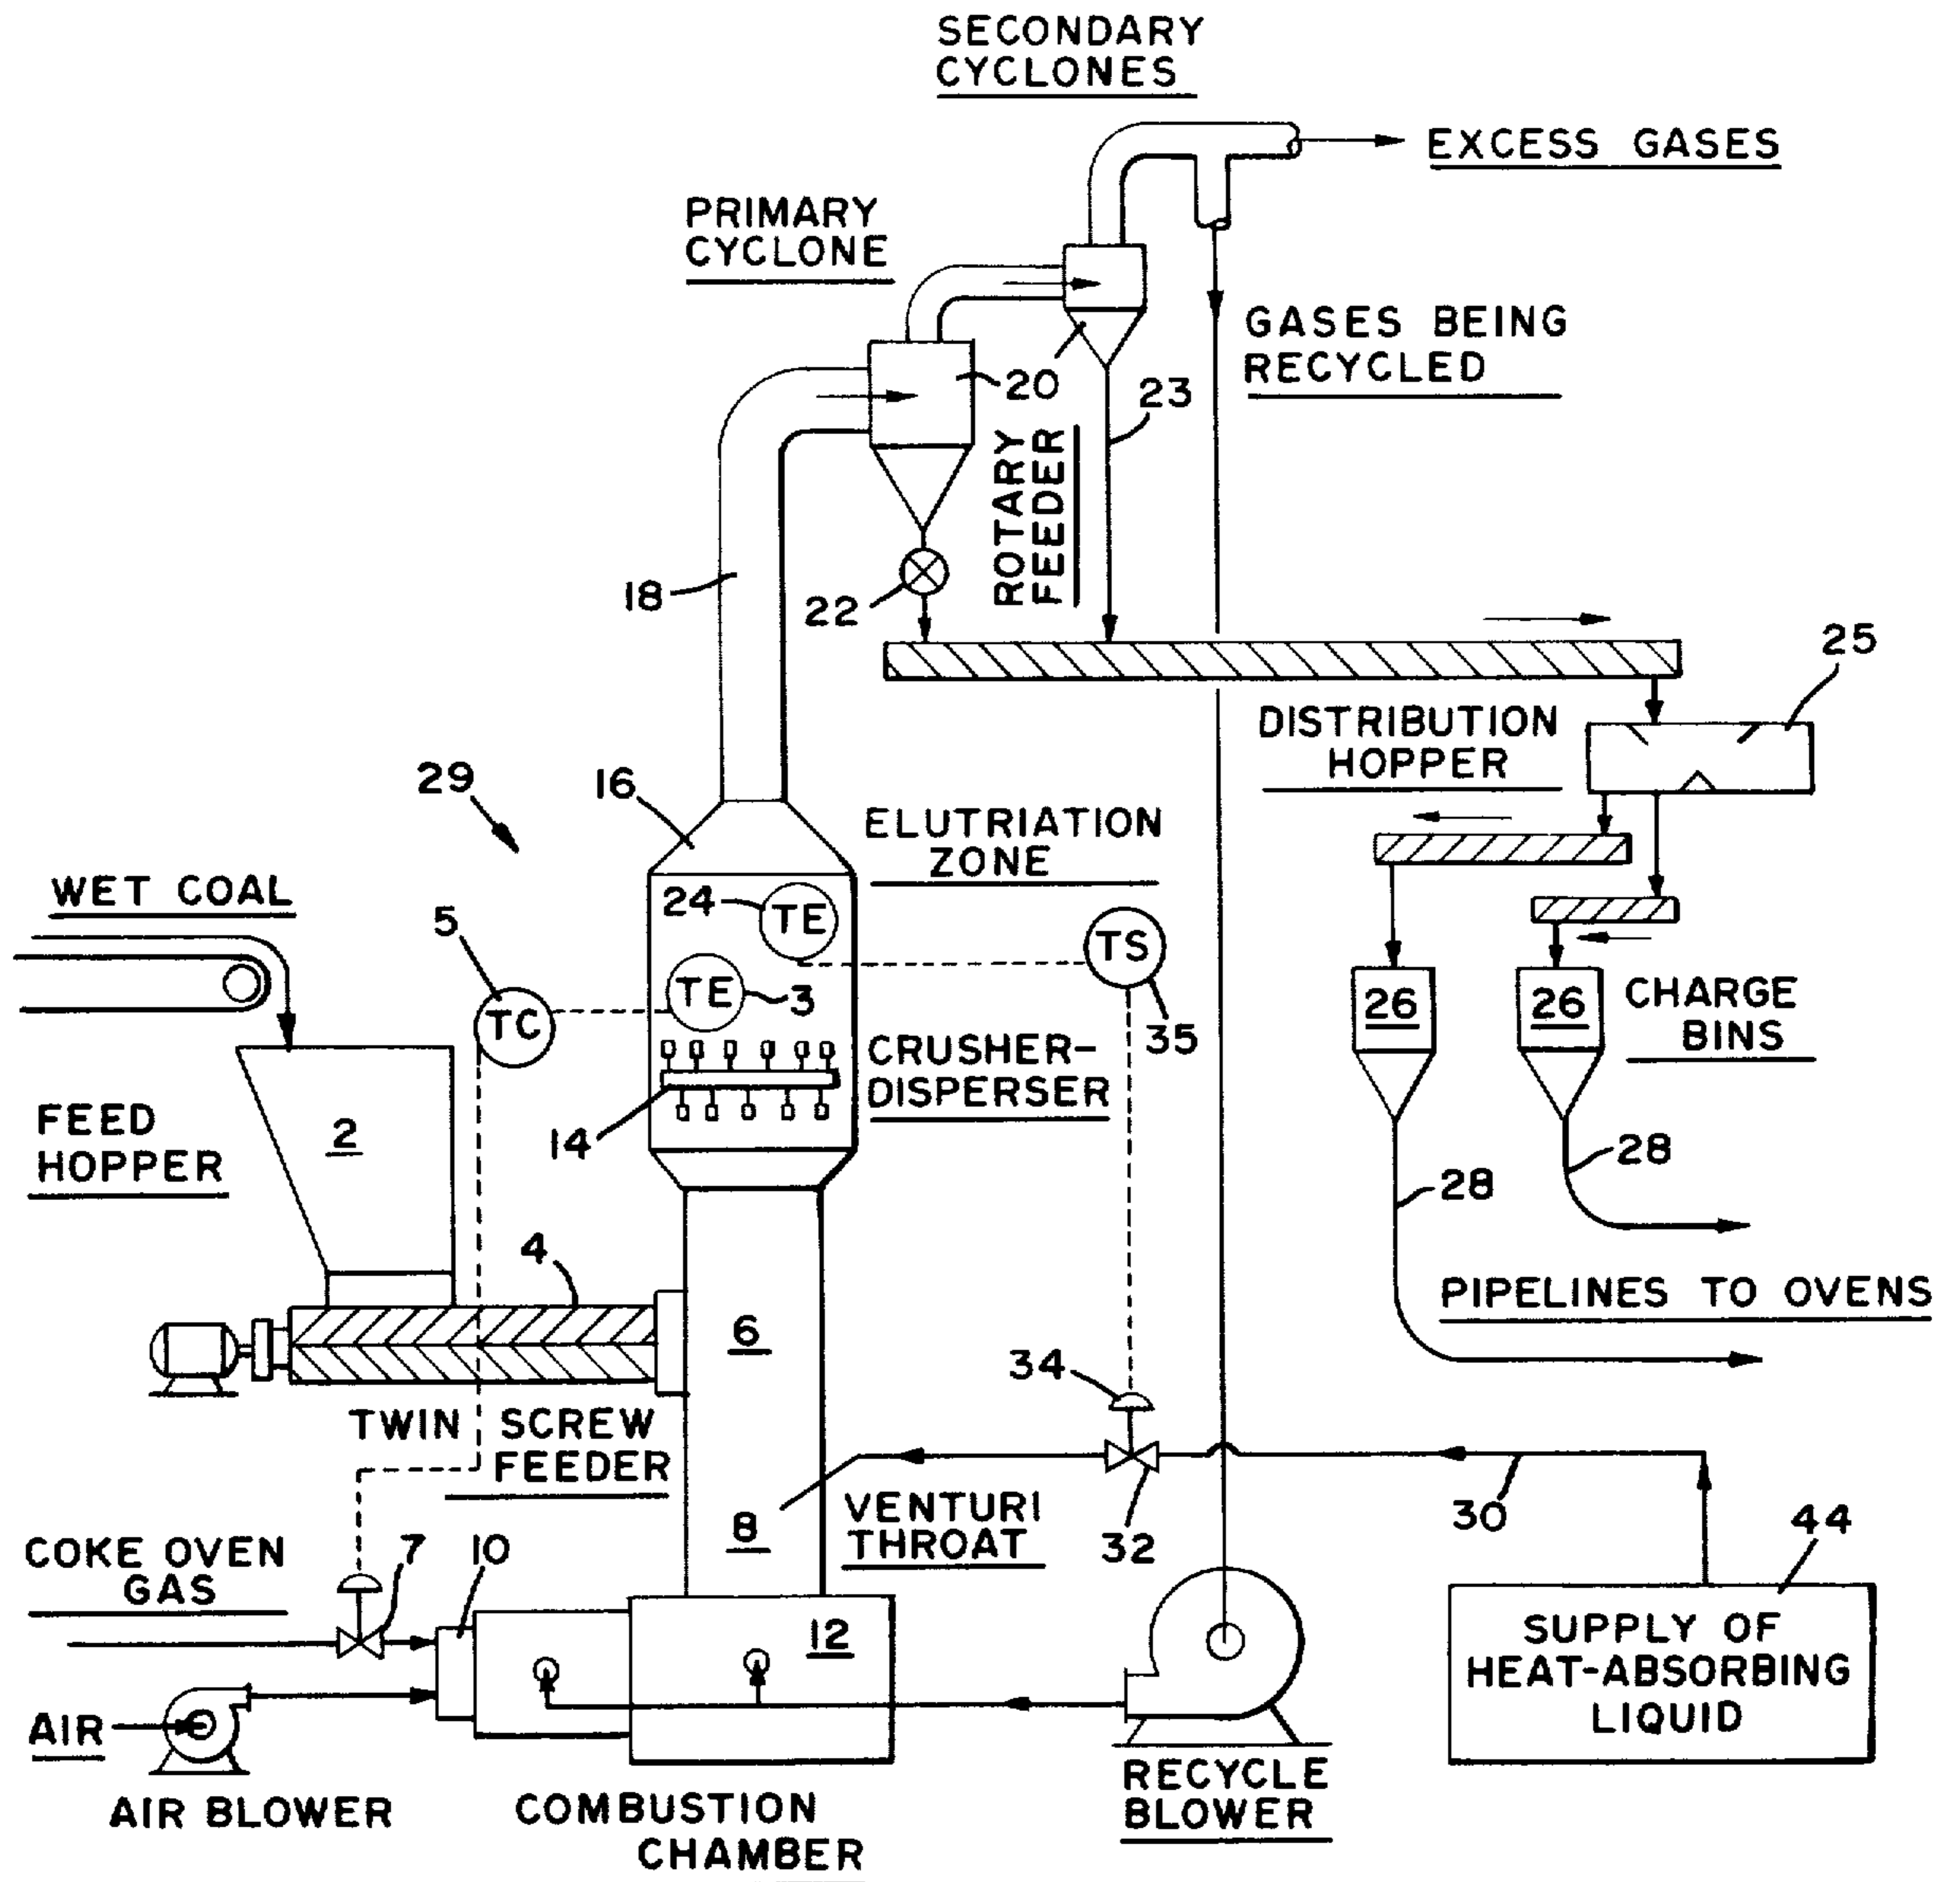 SECONDARY
CYCLONES
EXCESS GASES
PRIMARY
CYCLONE
GASES BEING
RECYCLED
20
23
ROTARY
FEEDER
18
22
25
DISTRIBUTION
HOPPER
29
16
ELUTRIATION
ZONE
WET COAL
24
TE
5
TS
TE
3
TC
35
26
26
CHARGE
BINS
CRUSHER-
DISPERSER
FEED
HOPPER
2
14
28
28
4
PIPELINES TO OVENS
6
34
TWIN SCREW
FEEDER
8
VENTURI
THROAT
30
32
44
COKE OVEN
GAS
7
10
12
SUPPLY OF
HEAT-ABSORBING
LIQUID
AIR
AIR BLOWER
COMBUSTION
CHAMBER
RECYCLE
BLOWER